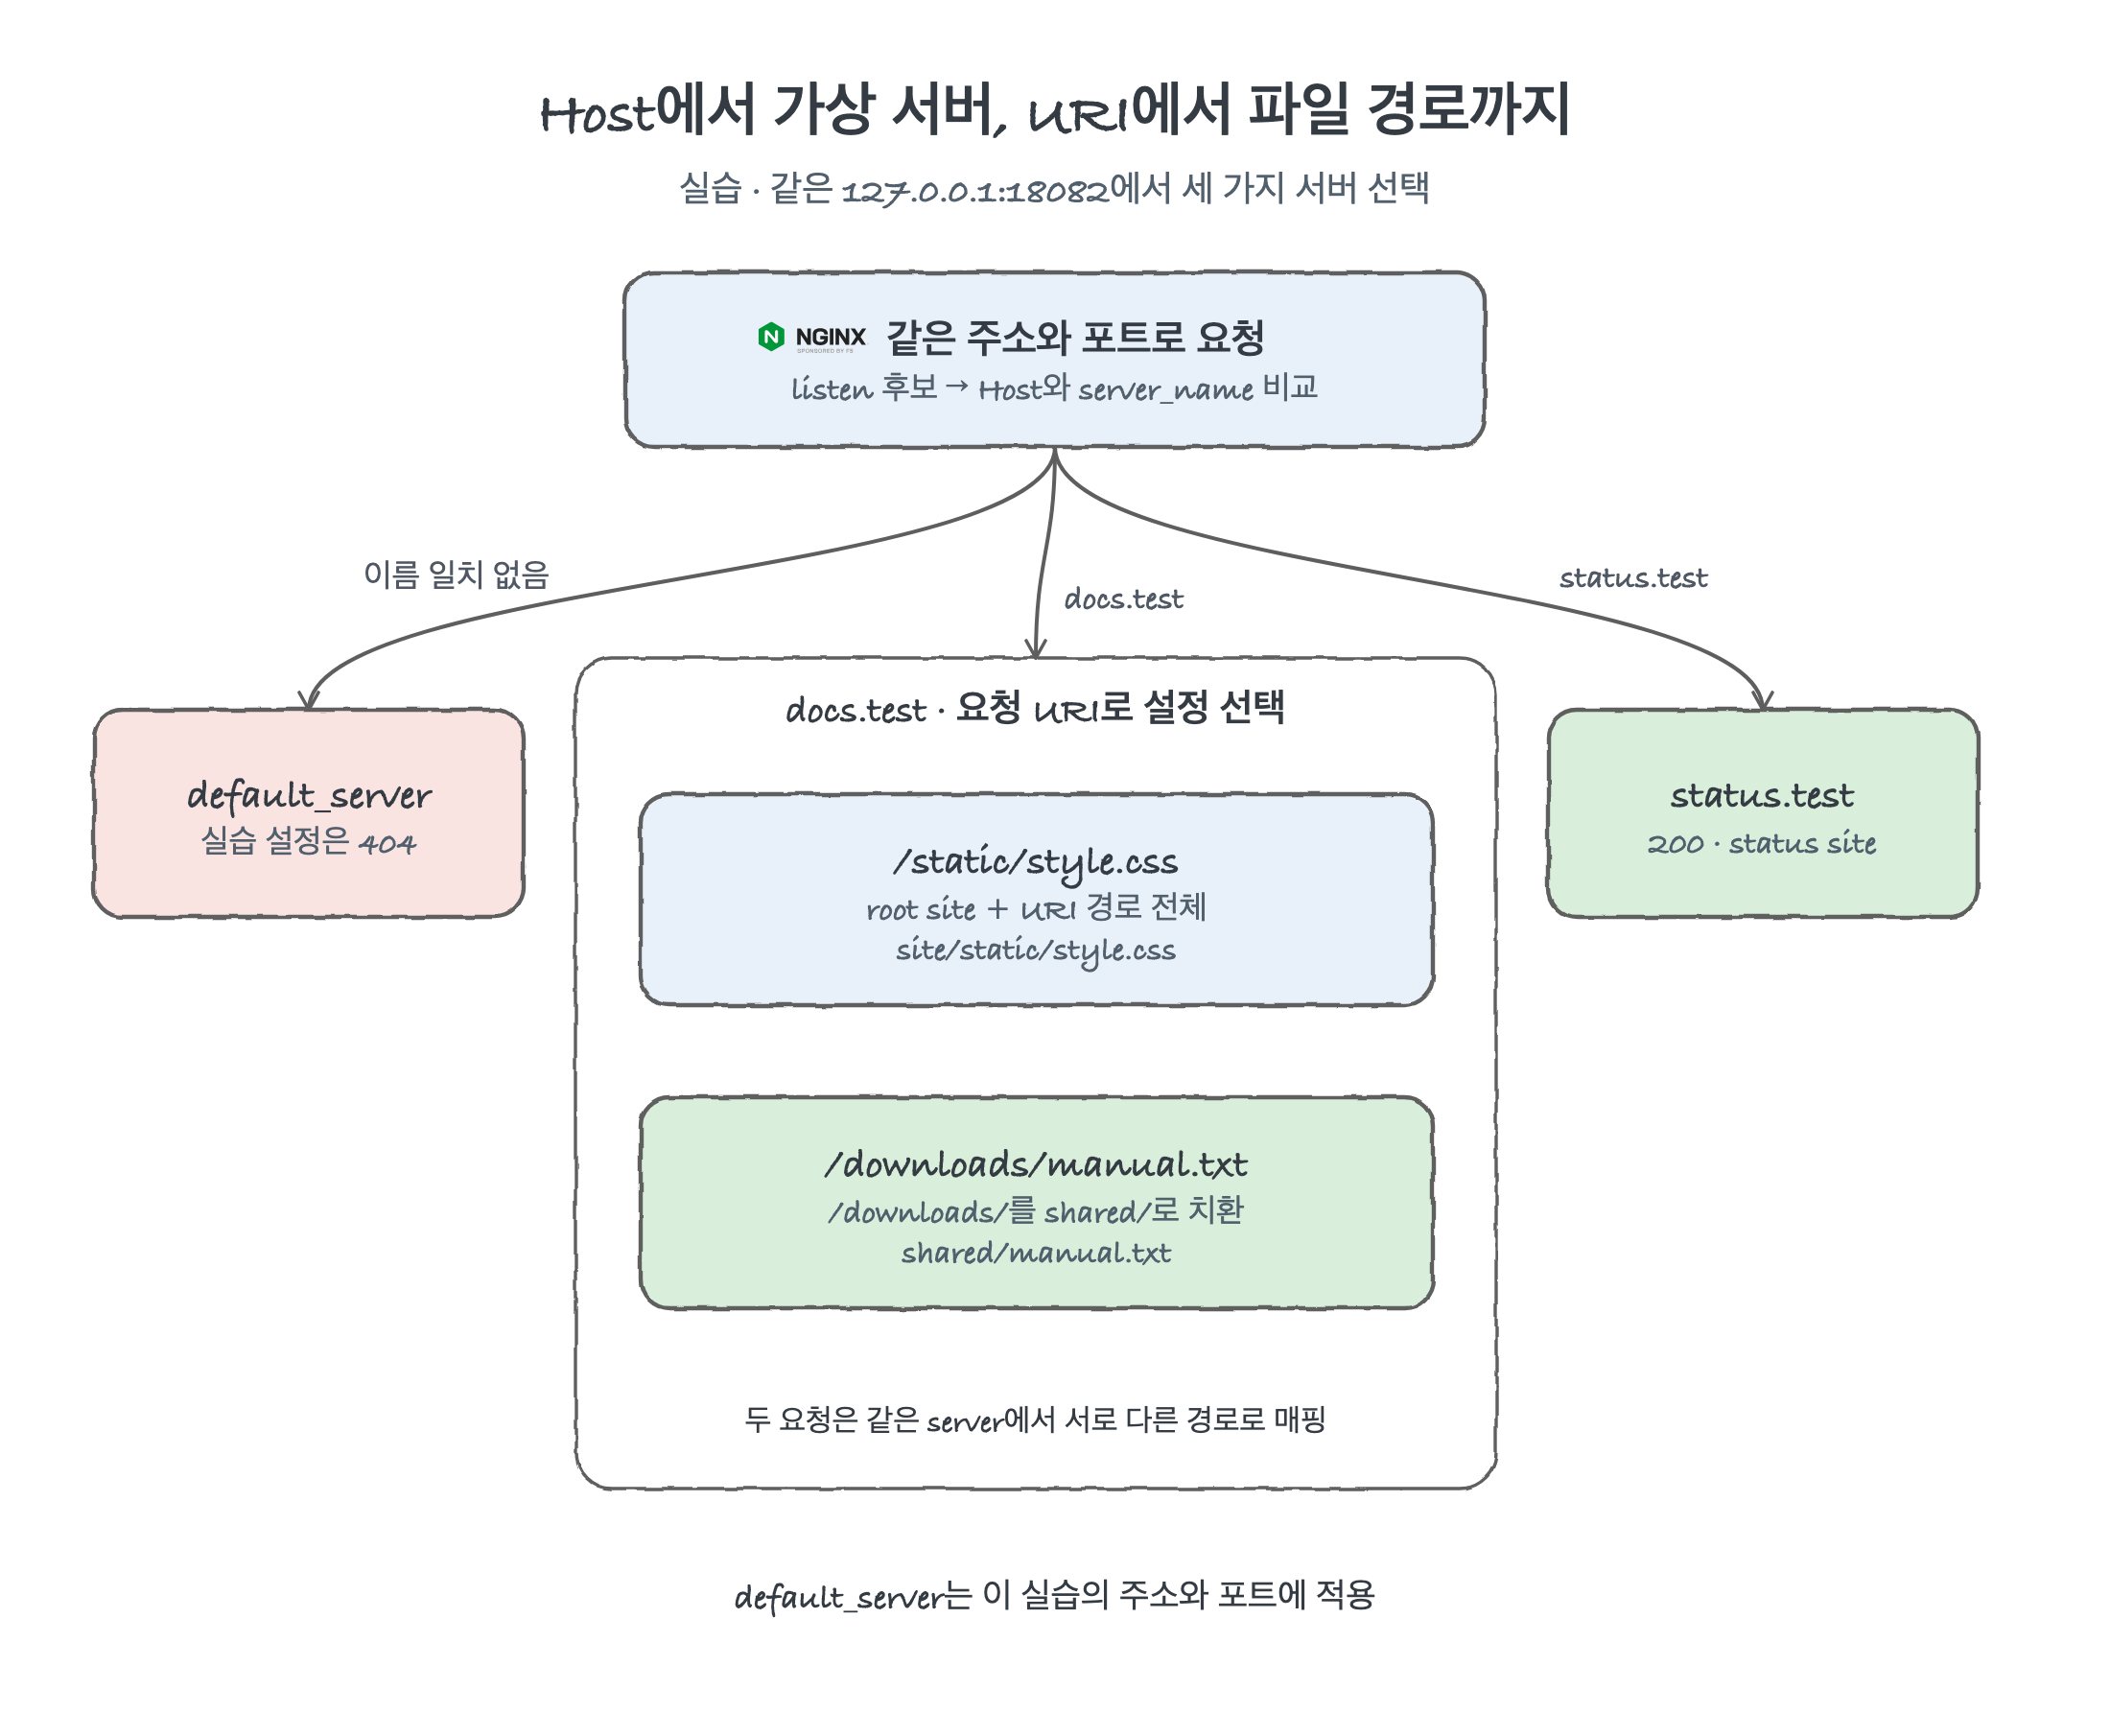 Host에서 가상 서버, URI에서 파일 경로까지
실습 · 같은 127.0.0.1:18082에서 세 가지 서버 선택
NGINX 같은 주소와 포트로 요청
SPONSORED BY F5
listen 후보 → Host와 server_name 비교
이름 일치 없음
docs.test
status.test
default_server
실습 설정은 404
docs.test · 요청 URI로 설정 선택
/static/style.css
root site + URI 경로 전체
site/static/style.css
/downloads/manual.txt
/downloads/를 shared/로 치환
shared/manual.txt
두 요청은 같은 server에서 서로 다른 경로로 매핑
status.test
200 · status site
default_server는 이 실습의 주소와 포트에 적용